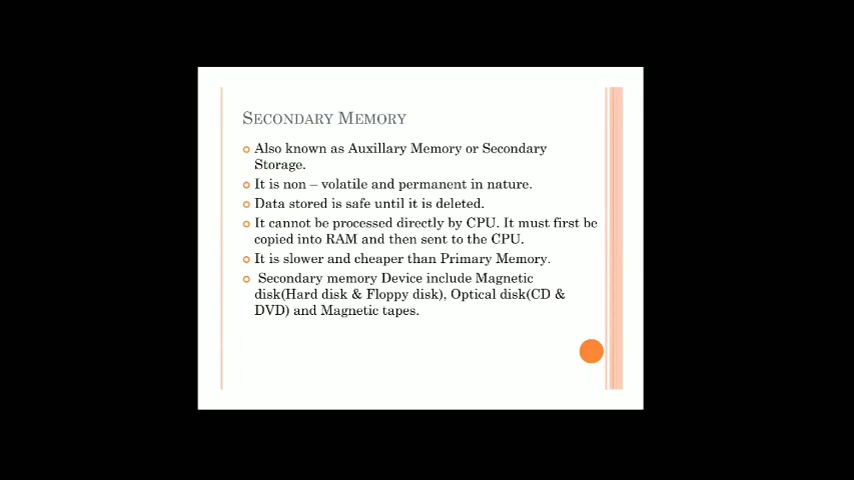 SECONDARY MEMORY
Also known as Auxillary Memory or Secondary
Storage.
It is non – volatile and permanent in nature.
Data stored is safe until it is deleted.
It cannot be processed directly by CPU. It must first be
copied into RAM and then sent to the CPU.
It is slower and cheaper than Primary Memory.
Secondary memory Device include Magnetic
disk(Hard disk & Floppy disk), Optical disk(CD &
DVD) and Magnetic tapes.